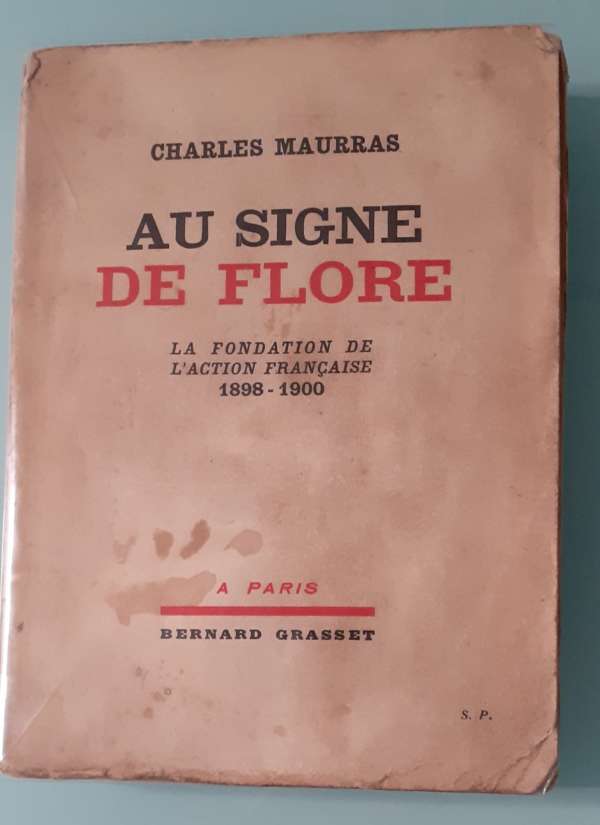 CHARLES MAURRAS
AU SIGNE
DE FLORE
LA FONDATION DE
L'ACTION FRANÇAISE
1898-1900
A PARIS
BERNARD GRASSET
S. P.